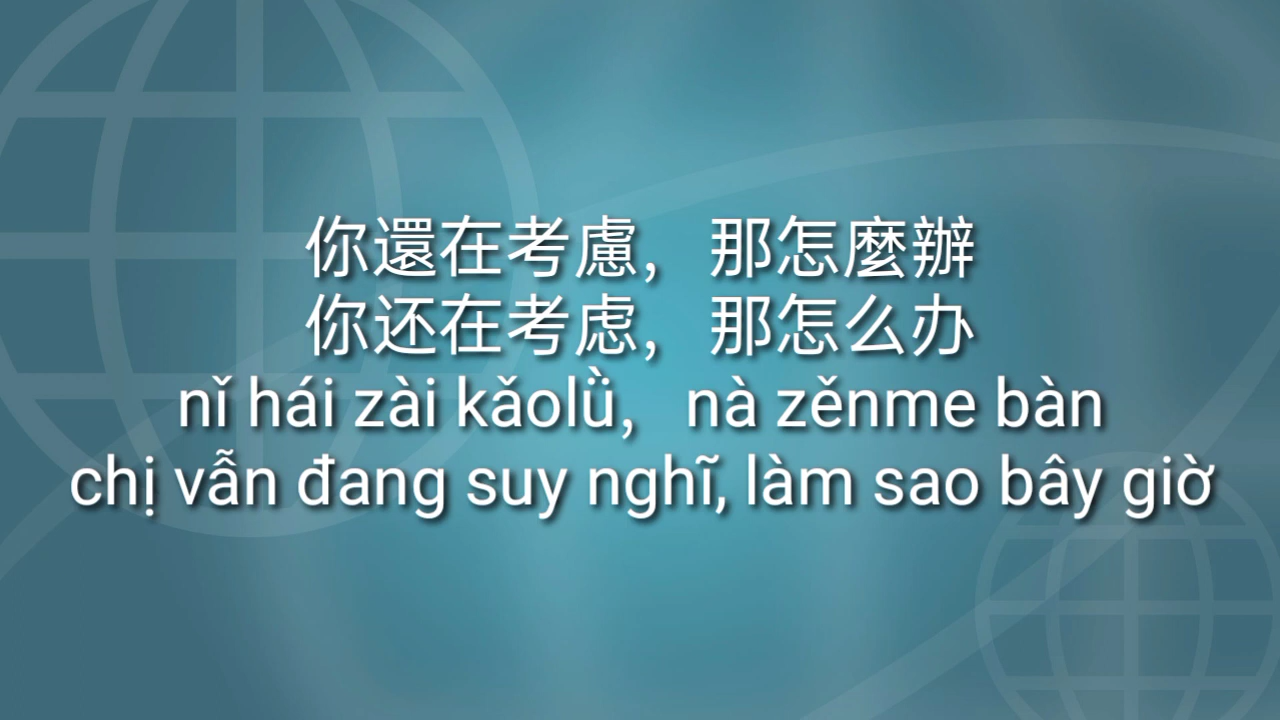 你還在考慮，那怎麼辦
你还在考虑，那怎么办
nǐ hái zài kǎolǜ，nà zěnme bàn
chị vẫn đang suy nghĩ, làm sao bây giờ